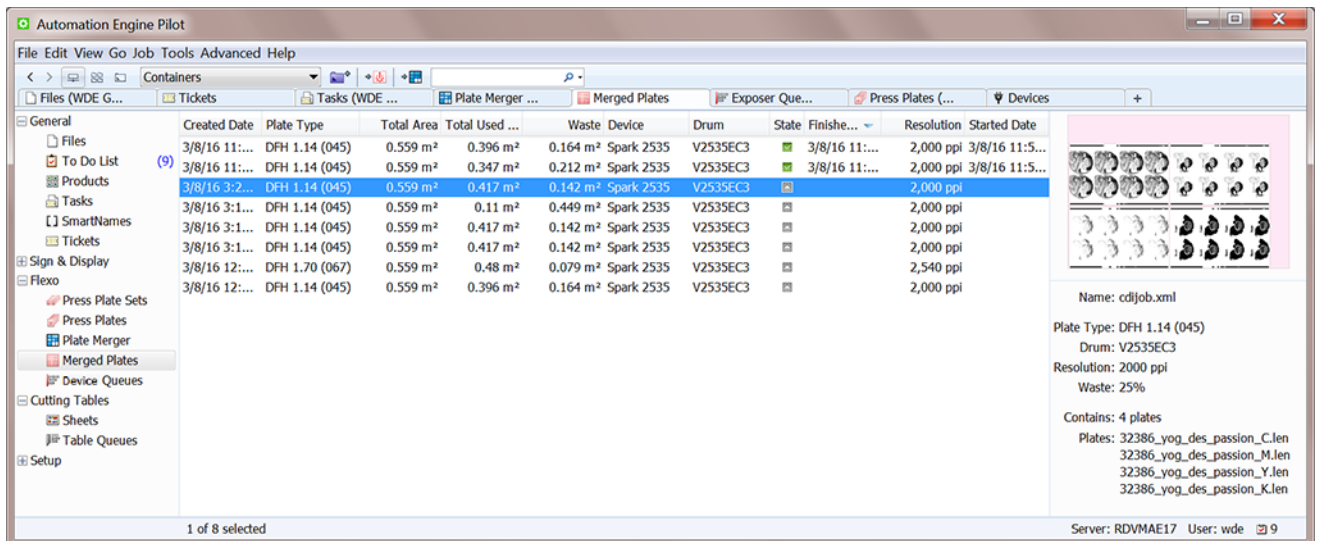 Automation Engine Pilot
File Edit View Go Job Tools Advanced Help
Containers
Files (WDE G... Tickets Tasks (WDE ... Plate Merger ... Merged Plates Exposer Que... Press Plates (... Devices +
General
Files
To Do List (9)
Products
Tasks
[] SmartNames
Tickets
Sign & Display
Flexo
Press Plate Sets
Press Plates
Plate Merger
Merged Plates
Device Queues
Cutting Tables
Sheets
Table Queues
Setup
Created Date Plate Type Total Area Total Used ... Waste Device Drum State Finishe... Resolution Started Date
3/8/16 11:... DFH 1.14 (045) 0.559 m² 0.396 m² 0.164 m² Spark 2535 V2535EC3 3/8/16 11:... 2,000 ppi 3/8/16 11:5...
3/8/16 11:... DFH 1.14 (045) 0.559 m² 0.347 m² 0.212 m² Spark 2535 V2535EC3 3/8/16 11:... 2,000 ppi 3/8/16 11:5...
3/8/16 3:2... DFH 1.14 (045) 0.559 m² 0.417 m² 0.142 m² Spark 2535 V2535EC3 2,000 ppi
3/8/16 3:1... DFH 1.14 (045) 0.559 m² 0.11 m² 0.449 m² Spark 2535 V2535EC3 2,000 ppi
3/8/16 3:1... DFH 1.14 (045) 0.559 m² 0.417 m² 0.142 m² Spark 2535 V2535EC3 2,000 ppi
3/8/16 3:1... DFH 1.14 (045) 0.559 m² 0.417 m² 0.142 m² Spark 2535 V2535EC3 2,000 ppi
3/8/16 12:... DFH 1.70 (067) 0.559 m² 0.48 m² 0.079 m² Spark 2535 V2535EC3 2,540 ppi
3/8/16 12:... DFH 1.14 (045) 0.559 m² 0.396 m² 0.164 m² Spark 2535 V2535EC3 2,000 ppi
Name: cdijob.xml
Plate Type: DFH 1.14 (045)
Drum: V2535EC3
Resolution: 2000 ppi
Waste: 25%
Contains: 4 plates
Plates: 32386_yog_des_passion_C.len
32386_yog_des_passion_M.len
32386_yog_des_passion_Y.len
32386_yog_des_passion_K.len
1 of 8 selected
Server: RDVMAE17 User: wde 9